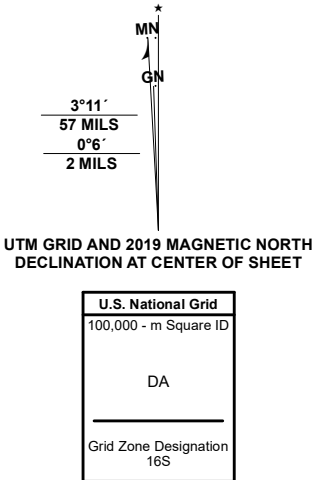 ★
MN
GN
3°11´
57 MILS
0°6´
2 MILS
UTM GRID AND 2019 MAGNETIC NORTH
DECLINATION AT CENTER OF SHEET
U.S. National Grid
100,000 - m Square ID
DA
Grid Zone Designation
16S